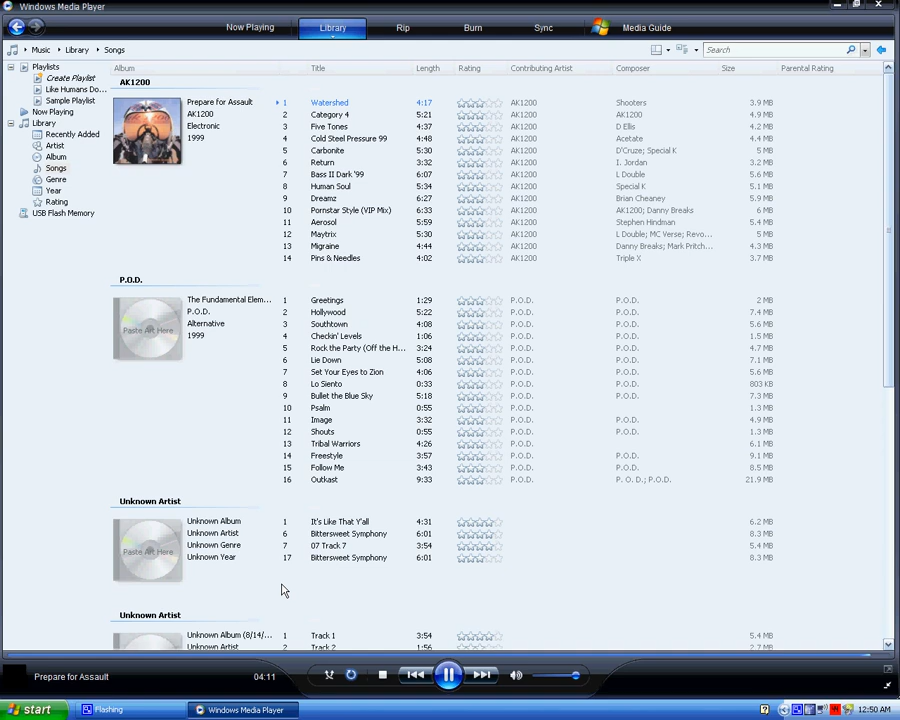 Windows Media Player
Now Playing Library Rip Burn Sync Media Guide
Music Library Songs Search
Album Title Length Rating Contributing Artist Composer Size Parental Rating
Playlists
Create Playlist
Like Humans Do...
Sample Playlist
Now Playing
Library
Recently Added
Artist
Album
Songs
Genre
Year
Rating
USB Flash Memory
AK1200
Prepare for Assault
AK1200
Electronic
1999
1 Watershed 4:17 AK1200 Shooters 3.9 MB
2 Category 4 5:21 AK1200 AK1200 4.9 MB
3 Five Tones 4:37 AK1200 D Ellis 4.2 MB
4 Cold Steel Pressure 99 4:48 AK1200 Acetate 4.4 MB
5 Carbonite 5:30 AK1200 D'Cruze; Special K 5 MB
6 Return 3:32 AK1200 I. Jordan 3.2 MB
7 Bass II Dark '99 6:07 AK1200 L Double 5.6 MB
8 Human Soul 5:34 AK1200 Special K 5.1 MB
9 Dreamz 6:27 AK1200 Brian Cheaney 5.9 MB
10 Pornstar Style (VIP Mix) 6:33 AK1200 AK1200; Danny Breaks 6 MB
11 Aerosol 5:59 AK1200 Stephen Hindman 5.4 MB
12 Maytrix 5:30 AK1200 L Double; MC Verse; Revo... 5 MB
13 Migraine 4:44 AK1200 Danny Breaks; Mark Pritch... 4.3 MB
14 Pins & Needles 4:02 AK1200 Triple X 3.7 MB
P.O.D.
Paste Art Here
The Fundamental Elem...
P.O.D.
Alternative
1999
1 Greetings 1:29 P.O.D. P.O.D. 2 MB
2 Hollywood 5:22 P.O.D. P.O.D. 7.4 MB
3 Southtown 4:08 P.O.D. P.O.D. 5.6 MB
4 Checkin' Levels 1:06 P.O.D. P.O.D. 1.5 MB
5 Rock the Party (Off the H... 3:24 P.O.D. P.O.D. 4.7 MB
6 Lie Down 5:08 P.O.D. P.O.D. 7.1 MB
7 Set Your Eyes to Zion 4:06 P.O.D. P.O.D. 5.6 MB
8 Lo Siento 0:33 P.O.D. P.O.D. 803 KB
9 Bullet the Blue Sky 5:18 P.O.D. P.O.D. 7.3 MB
10 Psalm 0:55 P.O.D. 1.3 MB
11 Image 3:32 P.O.D. P.O.D. 4.9 MB
12 Shouts 0:55 P.O.D. P.O.D. 1.3 MB
13 Tribal Warriors 4:26 P.O.D. 6.1 MB
14 Freestyle 3:57 P.O.D. P.O.D. 9.1 MB
15 Follow Me 3:43 P.O.D. P.O.D. 8.5 MB
16 Outkast 9:33 P.O.D. P. O. D.; P.O.D. 21.9 MB
Unknown Artist
Paste Art Here
Unknown Album
Unknown Artist
Unknown Genre
Unknown Year
1 It's Like That Y'all 4:31 6.2 MB
6 Bittersweet Symphony 6:01 8.3 MB
7 07 Track 7 3:54 5.4 MB
17 Bittersweet Symphony 6:01 8.3 MB
Unknown Artist
Unknown Album (8/14/...
Unknown Artist
1 Track 1 3:54 5.4 MB
2 Track 2 1:56 2.7 MB
Prepare for Assault 04:11
start Flashing Windows Media Player 12:50 AM